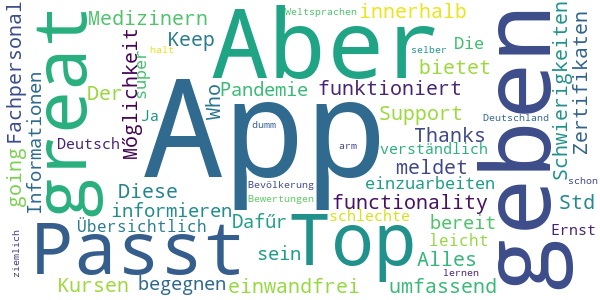 Weltsprachen
Medizinern
innerhalb
halt
Aber
selber
Keep
Die
great
super
Fachpersonal
Informationen
Möglichkeit
Der
Pandemie
funktioniert
bietet
Who
App
geben
Schwierigkeiten
Zertifikaten
Ja
Support
Deutschland
dumm
Thanks
Deutsch
arm
verständlich
meldet
going
Bevölkerung
einzuarbeiten
schon
Diese
Bewertungen
functionality
Std
informieren
schlechte
Übersichtlich
Dafür
Top
bereit
Ernst
leicht
Passt
sein
Alles
ziemlich
lernen
Kursen
begegnen
einwandfrei
umfassend